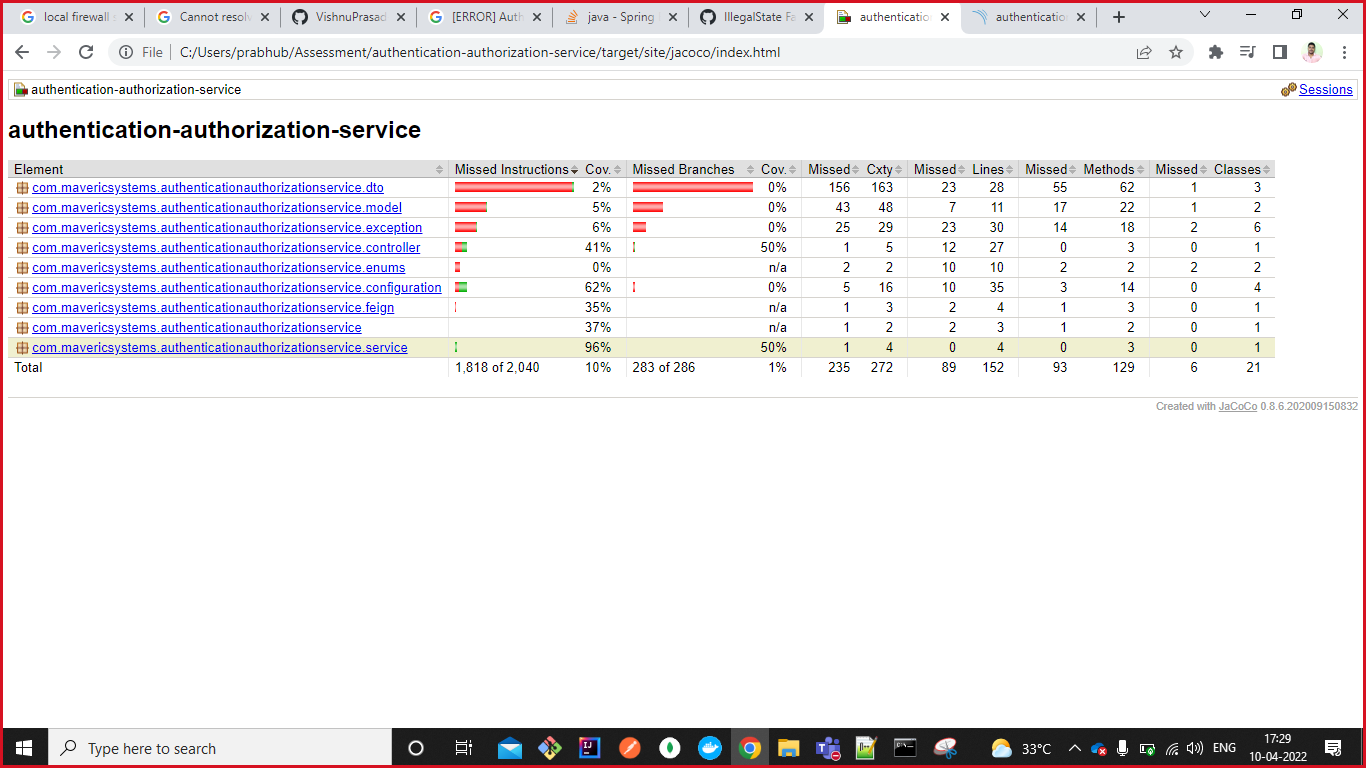 local firewall s
Cannot resolv
VishnuPrasad
[ERROR] Auth
java - Spring
IllegalState Fa
authentication
authentication
File C:/Users/prabhub/Assessment/authentication-authorization-service/target/site/jacoco/index.html
authentication-authorization-service Sessions
authentication-authorization-service
Element Missed Instructions Cov. Missed Branches Cov. Missed Cxty Missed Lines Missed Methods Missed Classes
com.mavericsystems.authenticationauthorizationservice.dto 2% 0% 156 163 23 28 55 62 1 3
com.mavericsystems.authenticationauthorizationservice.model 5% 0% 43 48 7 11 17 22 1 2
com.mavericsystems.authenticationauthorizationservice.exception 6% 0% 25 29 23 30 14 18 2 6
com.mavericsystems.authenticationauthorizationservice.controller 41% 50% 1 5 12 27 0 3 0 1
com.mavericsystems.authenticationauthorizationservice.enums 0% n/a 2 2 10 10 2 2 2 2
com.mavericsystems.authenticationauthorizationservice.configuration 62% 0% 5 16 10 35 3 14 0 4
com.mavericsystems.authenticationauthorizationservice.feign 35% n/a 1 3 2 4 1 3 0 1
com.mavericsystems.authenticationauthorizationservice 37% n/a 1 2 2 3 1 2 0 1
com.mavericsystems.authenticationauthorizationservice.service 96% 50% 1 4 0 4 0 3 0 1
Total 1,818 of 2,040 10% 283 of 286 1% 235 272 89 152 93 129 6 21
Created with JaCoCo 0.8.6.202009150832
Type here to search
33°C
ENG
17:29
10-04-2022